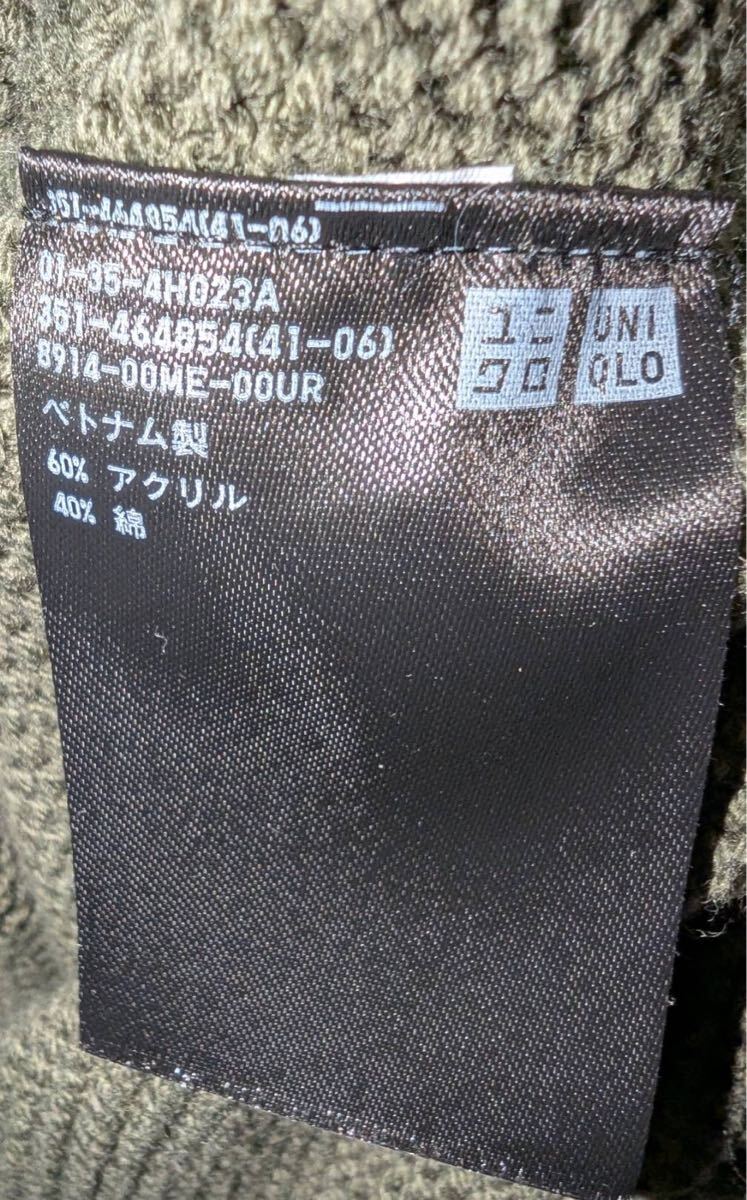 351-464854(41-06)
01-35-4H023A
351-464854(41-06)
8914-00ME-00UR
ユニ
クロ
UNI
QLO
ベトナム製
60% アクリル
40% 綿